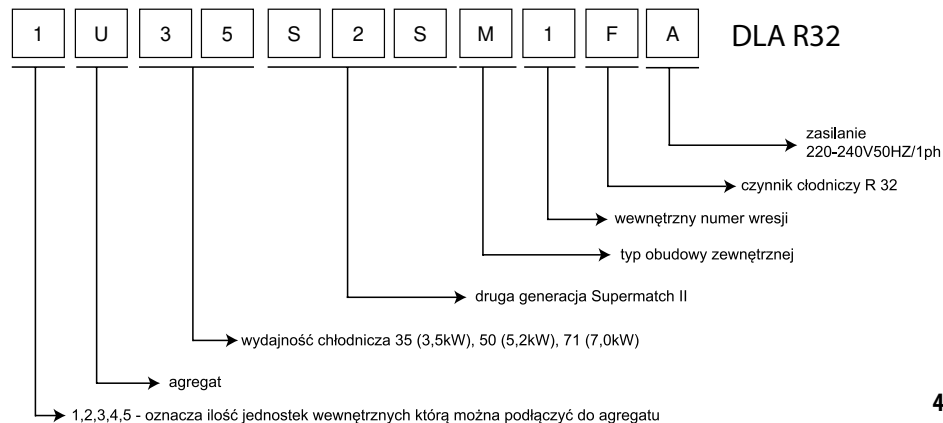 1 U 3 5 S 2 S M 1 F A DLA R32
zasilanie
220-240V50HZ/1ph
czynnik cłodniczy R 32
wewnętrzny numer wresji
typ obudowy zewnętrznej
druga generacja Supermatch II
wydajność chłodnicza 35 (3,5kW), 50 (5,2kW), 71 (7,0kW)
agregat
1,2,3,4,5 - oznacza ilość jednostek wewnętrznych którą można podłączyć do agregatu
4